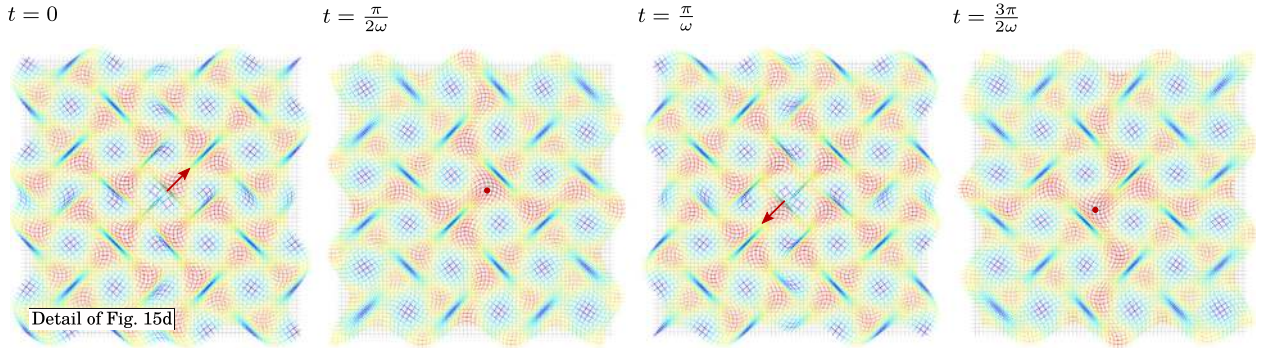 t = 0
t = π/2ω
t = π/ω
t = 3π/2ω
Detail of Fig. 15d